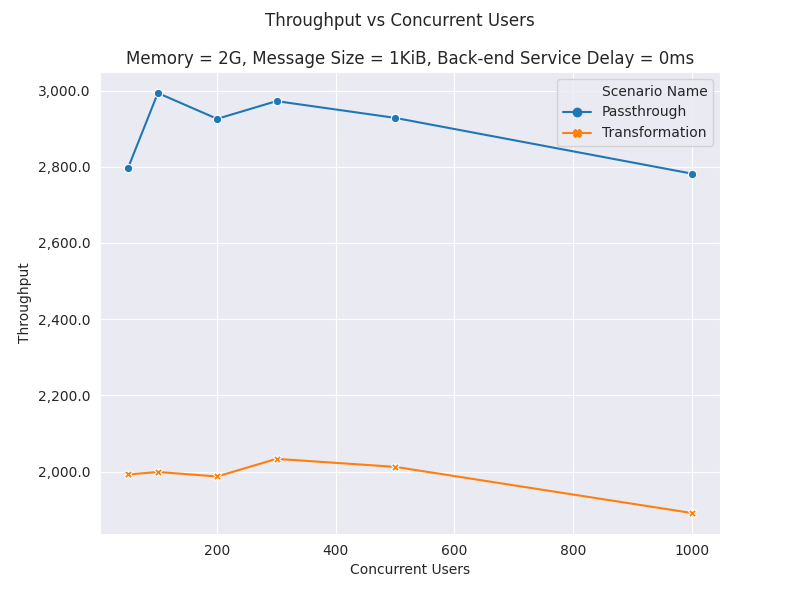 Throughput vs Concurrent Users
Memory = 2G, Message Size = 1KiB, Back-end Service Delay = 0ms
Scenario Name
Passthrough
Transformation
3,000.0
2,800.0
2,600.0
2,400.0
2,200.0
2,000.0
Throughput
200
400
600
800
1000
Concurrent Users